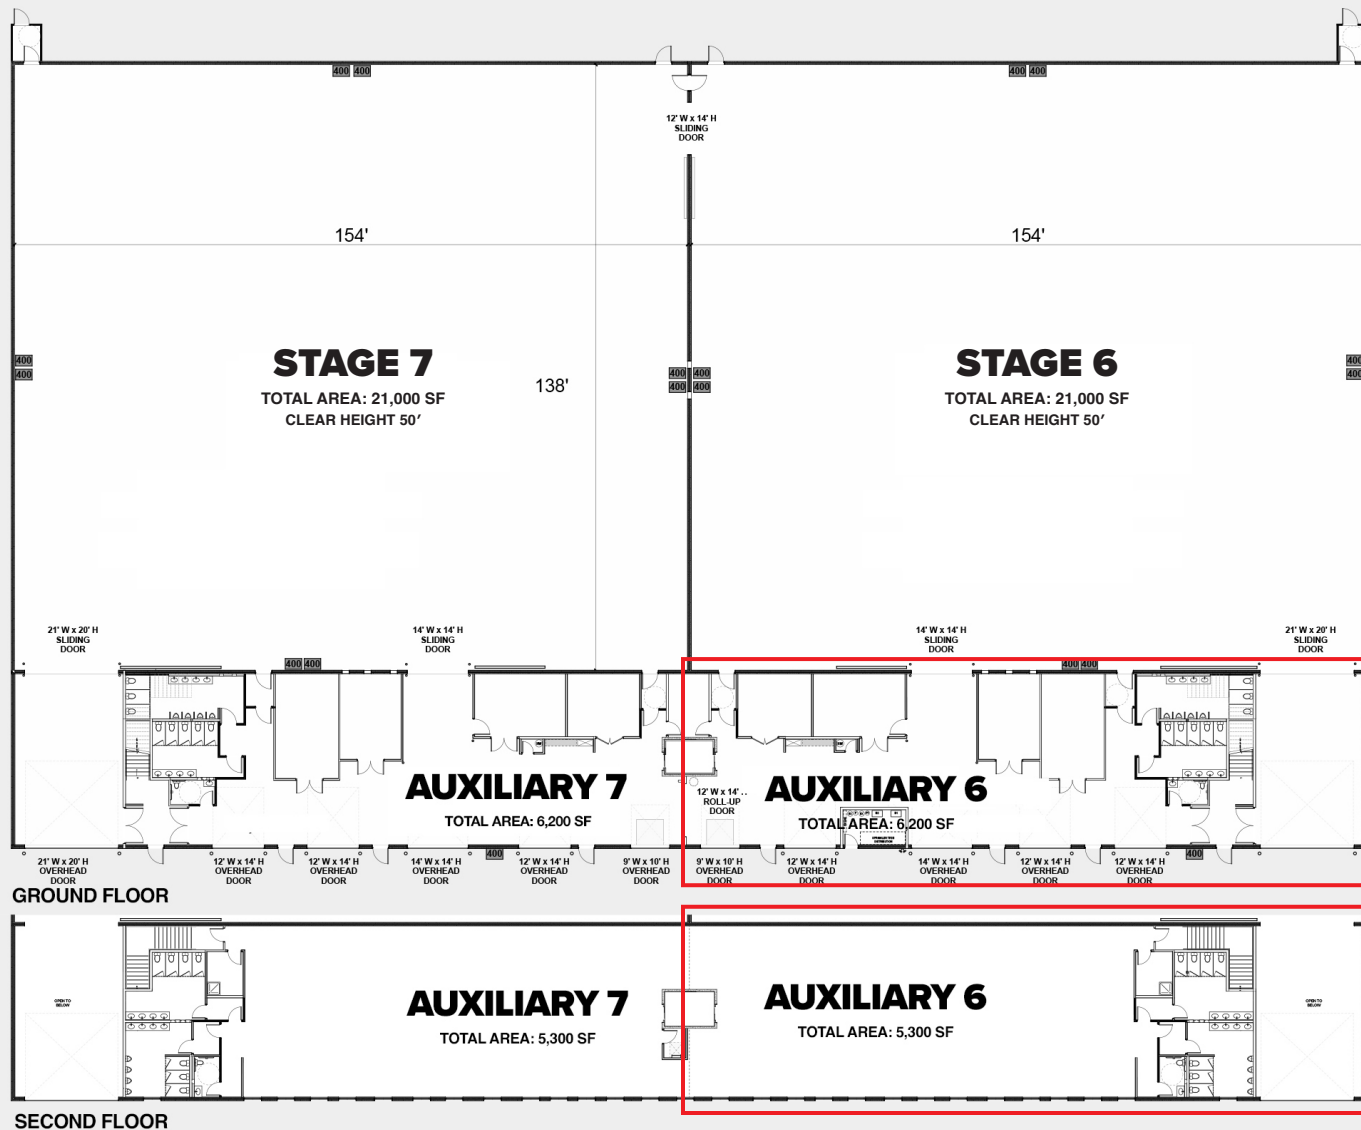 400 400
400 400
12' W x 14' H
SLIDING
DOOR
154'
154'
STAGE 7
TOTAL AREA: 21,000 SF
CLEAR HEIGHT 50′
138'
STAGE 6
TOTAL AREA: 21,000 SF
CLEAR HEIGHT 50′
400
400
400 400
400 400
400
400
21' W x 20' H
SLIDING
DOOR
14' W x 14' H
SLIDING
DOOR
14' W x 14' H
SLIDING
DOOR
21' W x 20' H
SLIDING
DOOR
400 400
400 400
AUXILIARY 7
TOTAL AREA: 6,200 SF
12' W x 14' ..
ROLL-UP
DOOR
AUXILIARY 6
TOTAL AREA: 6,200 SF
400
400
21' W x 20' H
OVERHEAD
DOOR
12' W x 14' H
OVERHEAD
DOOR
12' W x 14' H
OVERHEAD
DOOR
14' W x 14' H
OVERHEAD
DOOR
12' W x 14' H
OVERHEAD
DOOR
9' W x 10' H
OVERHEAD
DOOR
9' W x 10' H
OVERHEAD
DOOR
12' W x 14' H
OVERHEAD
DOOR
14' W x 14' H
OVERHEAD
DOOR
12' W x 14' H
OVERHEAD
DOOR
12' W x 14' H
OVERHEAD
DOOR
GROUND FLOOR
OPEN TO
BELOW
AUXILIARY 7
TOTAL AREA: 5,300 SF
AUXILIARY 6
TOTAL AREA: 5,300 SF
OPEN TO
BELOW
SECOND FLOOR